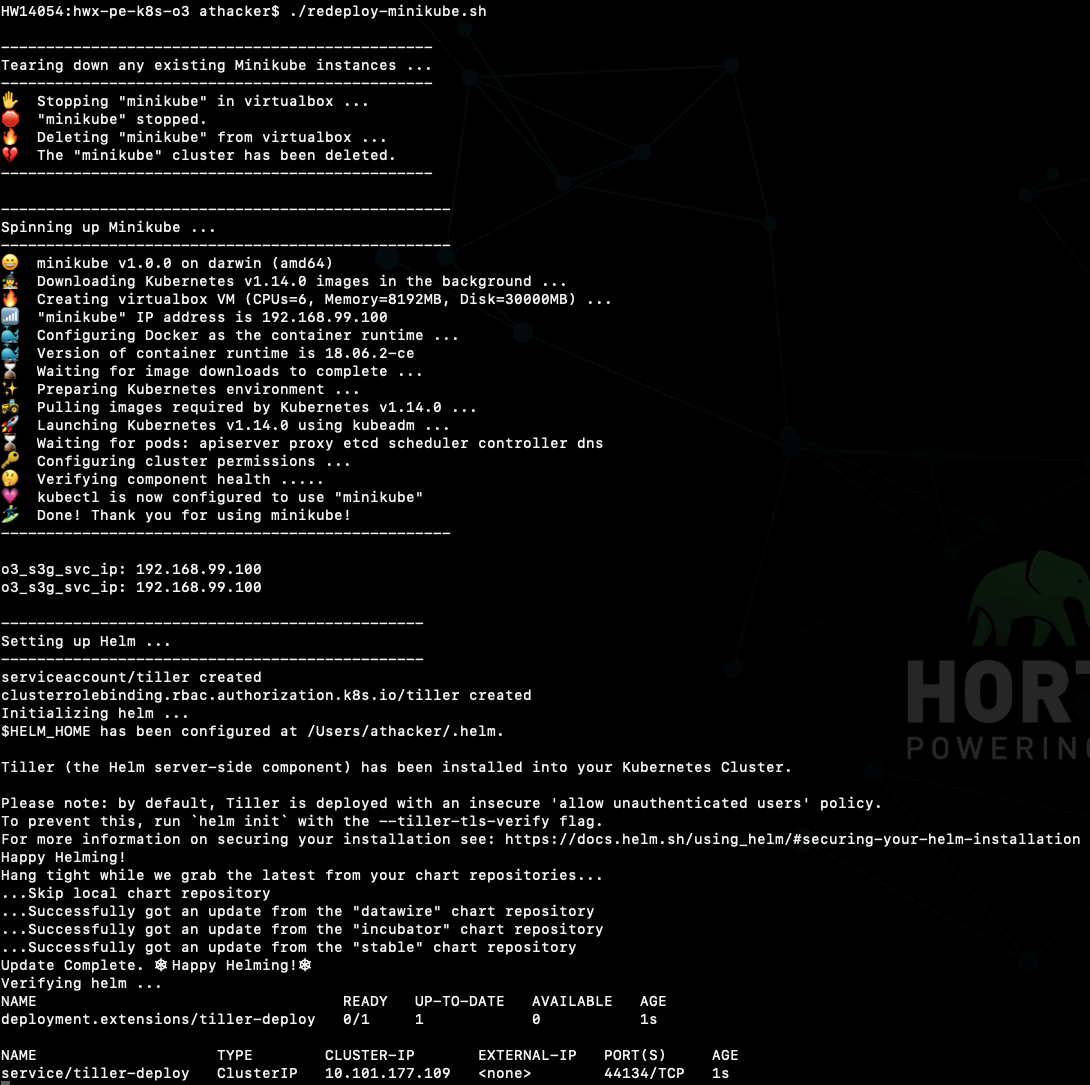 HW14054:hwx-pe-k8s-o3 athacker$ ./redeploy-minikube.sh
------------------------------------------------
Tearing down any existing Minikube instances ...
------------------------------------------------
✋  Stopping "minikube" in virtualbox ...
🛑  "minikube" stopped.
🔥  Deleting "minikube" from virtualbox ...
💔  The "minikube" cluster has been deleted.
------------------------------------------------
--------------------------------------------------
Spinning up Minikube ...
--------------------------------------------------
😄  minikube v1.0.0 on darwin (amd64)
🤹  Downloading Kubernetes v1.14.0 images in the background ...
🔥  Creating virtualbox VM (CPUs=6, Memory=8192MB, Disk=30000MB) ...
📶  "minikube" IP address is 192.168.99.100
🐳  Configuring Docker as the container runtime ...
🐳  Version of container runtime is 18.06.2-ce
⌛  Waiting for image downloads to complete ...
✨  Preparing Kubernetes environment ...
🚜  Pulling images required by Kubernetes v1.14.0 ...
🚀  Launching Kubernetes v1.14.0 using kubeadm ...
⌛  Waiting for pods: apiserver proxy etcd scheduler controller dns
🔑  Configuring cluster permissions ...
🤔  Verifying component health .....
💗  kubectl is now configured to use "minikube"
🏄  Done! Thank you for using minikube!
--------------------------------------------------
o3_s3g_svc_ip: 192.168.99.100
o3_s3g_svc_ip: 192.168.99.100
-----------------------------------------------
Setting up Helm ...
-----------------------------------------------
serviceaccount/tiller created
clusterrolebinding.rbac.authorization.k8s.io/tiller created
Initializing helm ...
$HELM_HOME has been configured at /Users/athacker/.helm.
Tiller (the Helm server-side component) has been installed into your Kubernetes Cluster.
Please note: by default, Tiller is deployed with an insecure 'allow unauthenticated users' policy.
To prevent this, run `helm init` with the --tiller-tls-verify flag.
For more information on securing your installation see: https://docs.helm.sh/using_helm/#securing-your-helm-installation
Happy Helming!
Hang tight while we grab the latest from your chart repositories...
...Skip local chart repository
...Successfully got an update from the "datawire" chart repository
...Successfully got an update from the "incubator" chart repository
...Successfully got an update from the "stable" chart repository
Update Complete. ⎈ Happy Helming!⎈
Verifying helm ...
NAME                                  READY   UP-TO-DATE   AVAILABLE   AGE
deployment.extensions/tiller-deploy   0/1     1            0           1s
NAME                    TYPE        CLUSTER-IP       EXTERNAL-IP   PORT(S)     AGE
service/tiller-deploy   ClusterIP   10.101.177.109   <none>        44134/TCP   1s
HORT
POWERING